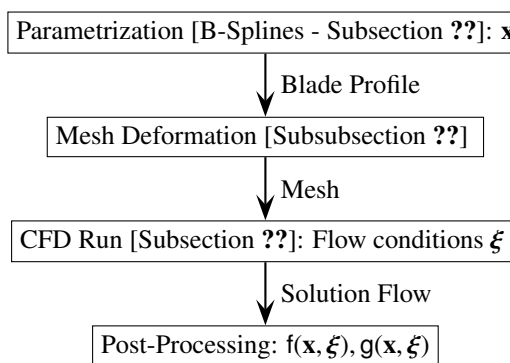 Parametrization [B-Splines - Subsection ??]: x
Blade Profile
Mesh Deformation [Subsubsection ??]
Mesh
CFD Run [Subsection ??]: Flow conditions ξ
Solution Flow
Post-Processing: f(x, ξ), g(x, ξ)